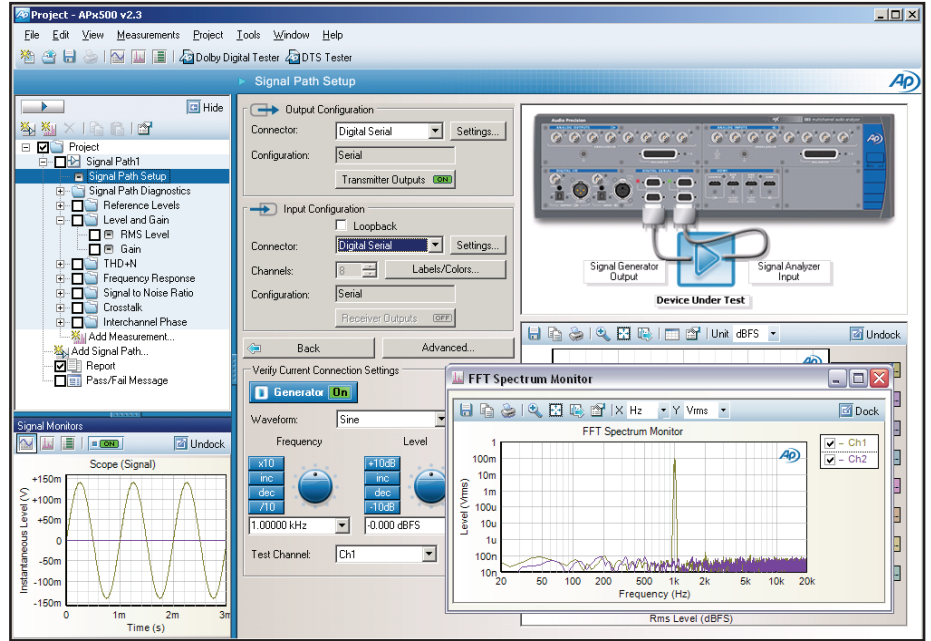 Project - APx500 v2.3
File Edit View Measurements Project Tools Window Help
Dolby Digital Tester DTS Tester
Signal Path Setup
AP
Hide
Project
Signal Path1
Signal Path Setup
Signal Path Diagnostics
Reference Levels
Level and Gain
RMS Level
Gain
THD+N
Frequency Response
Signal to Noise Ratio
Crosstalk
Interchannel Phase
Add Measurement...
Add Signal Path...
Report
Pass/Fail Message
Signal Monitors
ON
Undock
Scope (Signal)
Instantaneous Level (V)
+150m
+100m
+50m
0
-50m
-100m
-150m
0 1m 2m 3m
Time (s)
Output Configuration
Connector: Digital Serial Settings...
Configuration: Serial
Transmitter Outputs ON
Input Configuration
Loopback
Connector: Digital Serial Settings...
Channels: 8 Labels/Colors...
Configuration: Serial
Receiver Outputs OFF
Back Advanced...
Verify Current Connection Settings
Generator On
Waveform: Sine
Frequency Level
x10 +10dB
inc inc
dec dec
/10 -10dB
1.00000 kHz -0.000 dBFS
Test Channel: Ch1
Audio Precision
AP
Signal Generator
Output
Signal Analyzer
Input
Device Under Test
Unit dBFS Undock
AP
FFT Spectrum Monitor
X Hz Y Vrms Dock
FFT Spectrum Monitor
AP
Ch1
Ch2
Level (Vrms)
1
100m
10m
1m
100u
10u
1u
100n
10n
20 50 100 200 500 1k 2k 5k 10k 20k
Frequency (Hz)
Rms Level (dBFS)